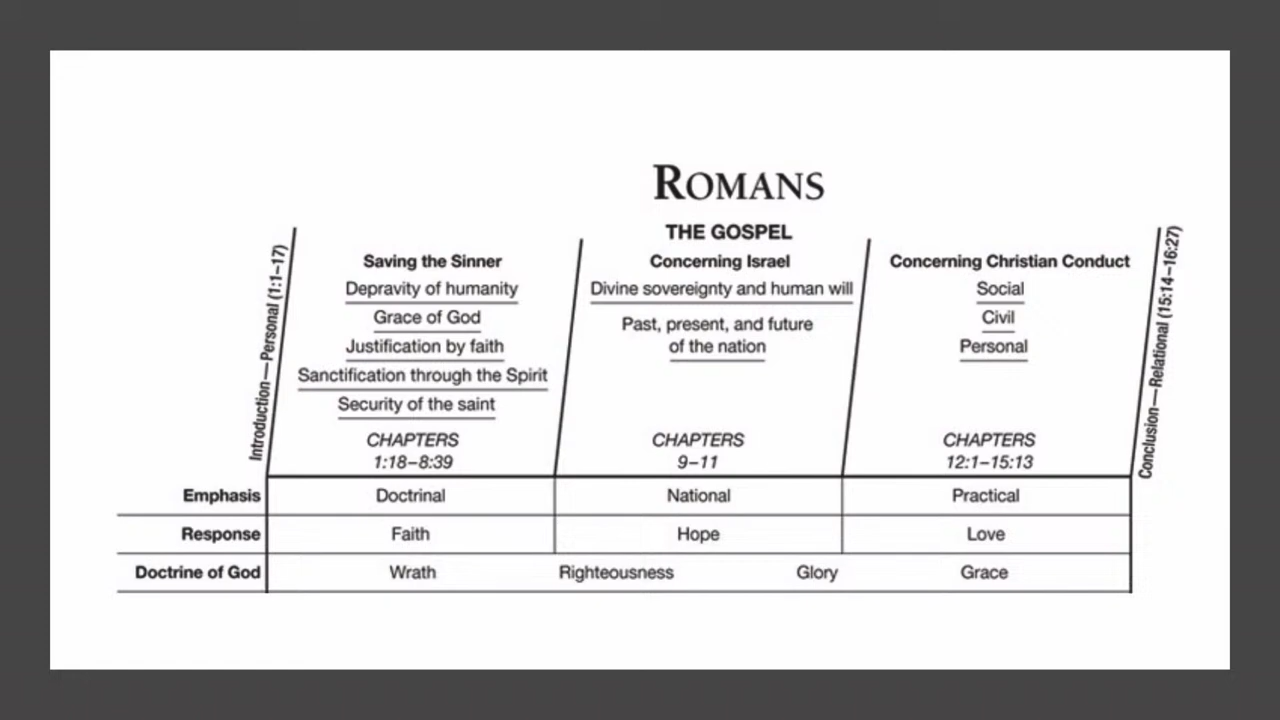 ROMANS
THE GOSPEL
Introduction—Personal (1:1–17)
Saving the Sinner
Depravity of humanity
Grace of God
Justification by faith
Sanctification through the Spirit
Security of the saint
CHAPTERS
1:18–8:39
Concerning Israel
Divine sovereignty and human will
Past, present, and future
of the nation
CHAPTERS
9–11
Concerning Christian Conduct
Social
Civil
Personal
CHAPTERS
12:1–15:13
Conclusion—Relational (15:14–16:27)
Emphasis Doctrinal National Practical
Response Faith Hope Love
Doctrine of God Wrath Righteousness Glory Grace